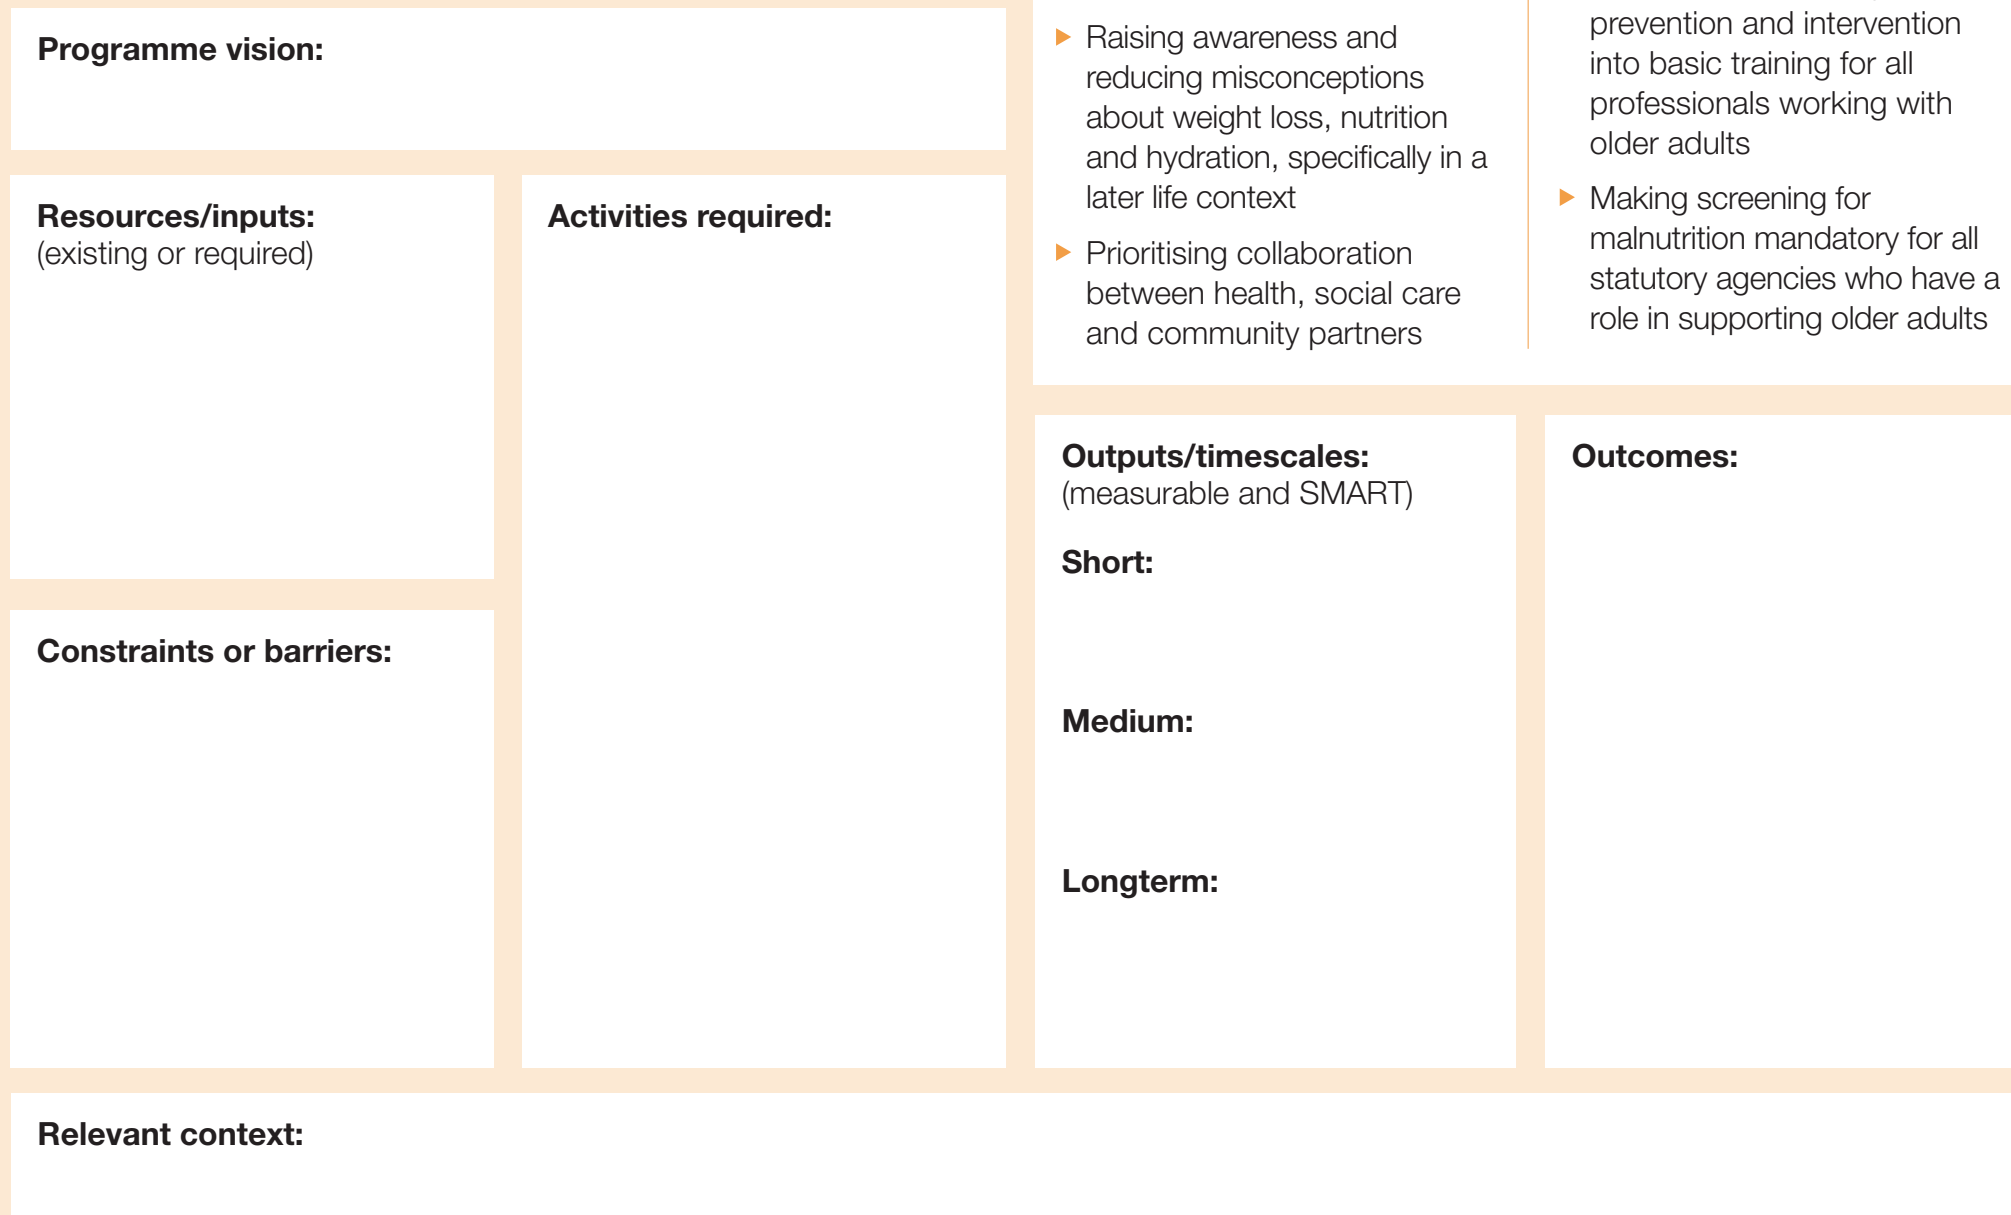 Programme vision:
Resources/inputs:
(existing or required)
Constraints or barriers:
Activities required:
▶ Raising awareness and
reducing misconceptions
about weight loss, nutrition
and hydration, specifically in a
later life context
▶ Prioritising collaboration
between health, social care
and community partners
prevention and intervention
into basic training for all
professionals working with
older adults
▶ Making screening for
malnutrition mandatory for all
statutory agencies who have a
role in supporting older adults
Outputs/timescales:
(measurable and SMART)
Short:
Medium:
Longterm:
Outcomes:
Relevant context: